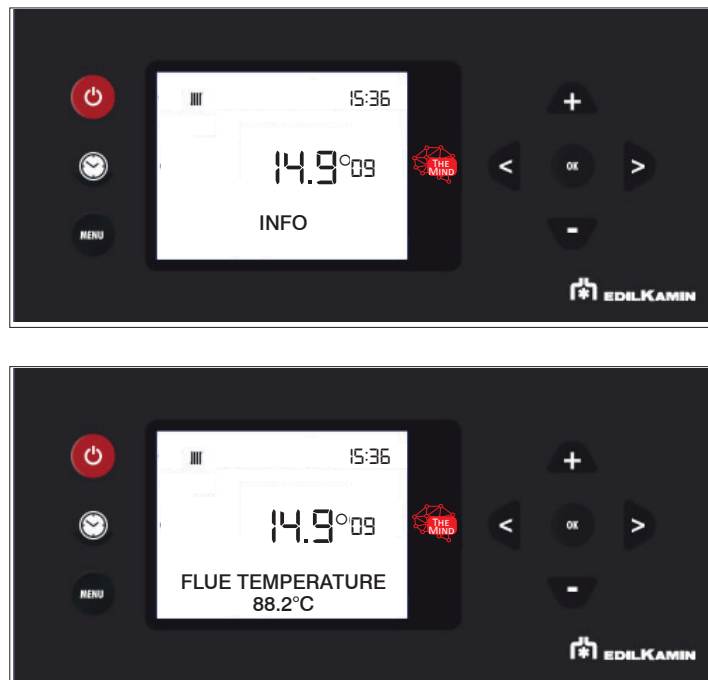 15:36
14.9°09
THE MIND
< OK >
+
-
INFO
MENU
EDILKAMIN
15:36
14.9°09
THE MIND
< OK >
+
-
FLUE TEMPERATURE
88.2°C
MENU
EDILKAMIN